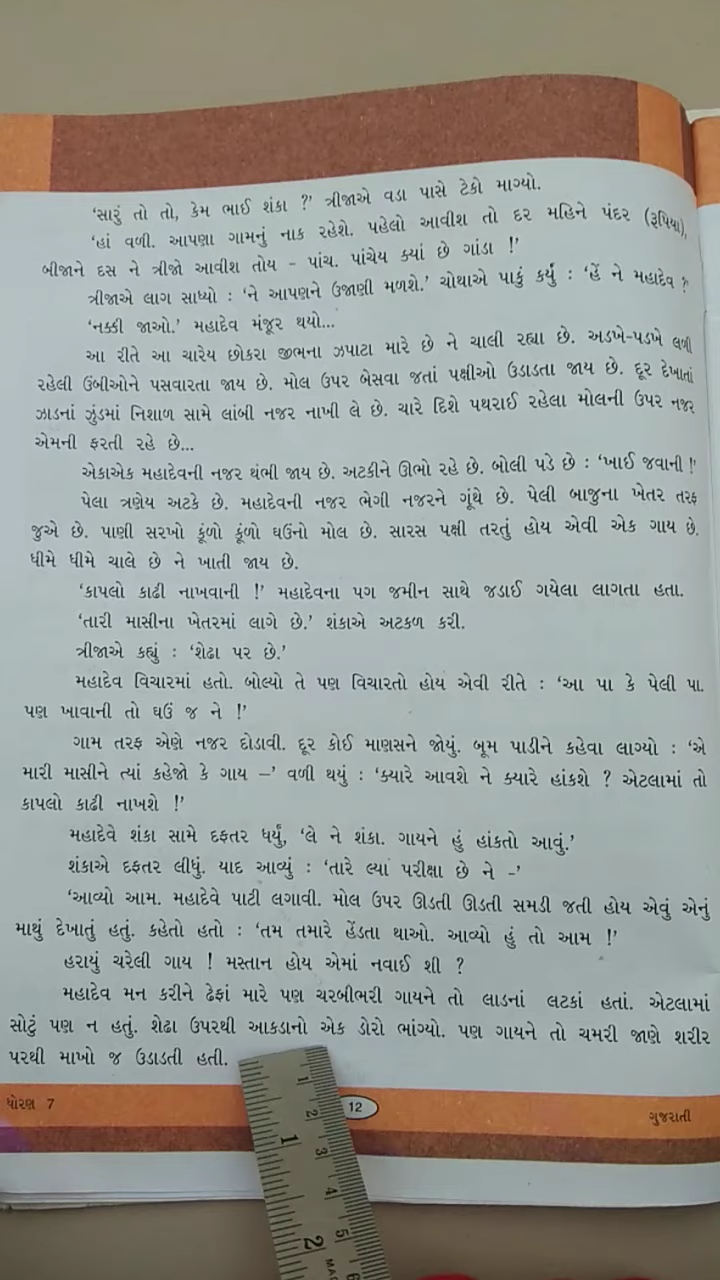 ‘સારું તો તો, કેમ ભાઈ શંકા ?’ ત્રીજાએ વડા પાસે ટેકો માગ્યો.
‘હાં વળી. આપણા ગામનું નાક રહેશે. પહેલો આવીશ તો દર મહિને પંદર (રૂપિયા),
બીજાને દસ ને ત્રીજો આવીશ તોય – પાંચ. પાંચેય ક્યાં છે ગાંડા !’
ત્રીજાએ લાગ સાધ્યો : ‘ને આપણને ઉજાણી મળશે.’ ચોથાએ પાકું કર્યું : ‘હેં ને મહાદેવ ?
‘નક્કી જાઓ.’ મહાદેવ મંજૂર થયો...
આ રીતે આ ચારેય છોકરા જીભના ઝપાટા મારે છે ને ચાલી રહ્યા છે. અડખે-પડખે લળી
રહેલી ઉંબીઓને પસવારતા જાય છે. મોલ ઉપર બેસવા જતાં પક્ષીઓ ઉડાડતા જાય છે. દૂર દેખાતાં
ઝાડનાં ઝુંડમાં નિશાળ સામે લાંબી નજર નાખી લે છે. ચારે દિશે પથરાઈ રહેલા મોલની ઉપર નજર
એમની ફરતી રહે છે...
એકાએક મહાદેવની નજર થંભી જાય છે. અટકીને ઊભો રહે છે. બોલી પડે છે : ‘ખાઈ જવાની !’
પેલા ત્રણેય અટકે છે. મહાદેવની નજર ભેગી નજરને ગૂંથે છે. પેલી બાજુના ખેતર તરફ
જુએ છે. પાણી સરખો કૂંળો કૂંળો ઘઉંનો મોલ છે. સારસ પક્ષી તરતું હોય એવી એક ગાય છે.
ધીમે ધીમે ચાલે છે ને ખાતી જાય છે.
‘કાપલો કાઢી નાખવાની !’ મહાદેવના પગ જમીન સાથે જડાઈ ગયેલા લાગતા હતા.
‘તારી માસીના ખેતરમાં લાગે છે.’ શંકાએ અટકળ કરી.
ત્રીજાએ કહ્યું : ‘શેઢા પર છે.’
મહાદેવ વિચારમાં હતો. બોલ્યો તે પણ વિચારતો હોય એવી રીતે : ‘આ પા કે પેલી પા.
પણ ખાવાની તો ઘઉં જ ને !’
ગામ તરફ એણે નજર દોડાવી. દૂર કોઈ માણસને જોયું. બૂમ પાડીને કહેવા લાગ્યો : ‘એ
મારી માસીને ત્યાં કહેજો કે ગાય –’ વળી થયું : ‘ક્યારે આવશે ને ક્યારે હાંકશે ? એટલામાં તો
કાપલો કાઢી નાખશે !’
મહાદેવે શંકા સામે દફતર ધર્યું, ‘લે ને શંકા. ગાયને હું હાંકતો આવું.’
શંકાએ દફતર લીધું. યાદ આવ્યું : ‘તારે લ્યા પરીક્ષા છે ને –’
‘આવ્યો આમ. મહાદેવે પાટી લગાવી. મોલ ઉપર ઊડતી ઊડતી સમડી જતી હોય એવું એનું
માથું દેખાતું હતું. કહેતો હતો : ‘તમ તમારે હેંડતા થાઓ. આવ્યો હું તો આમ !’
હરાયું ચરેલી ગાય ! મસ્તાન હોય એમાં નવાઈ શી ?
મહાદેવ મન કરીને ઢેફાં મારે પણ ચરબીભરી ગાયને તો લાડનાં લટકાં હતાં. એટલામાં
સોટું પણ ન હતું. શેઢા ઉપરથી આકડાનો એક ડોરો ભાંગ્યો. પણ ગાયને તો ચમરી જાણે શરીર
પરથી માખો જ ઉડાડતી હતી.
ધોરણ 7
12
ગુજરાતી
1
2
3
4
5
6
1
2